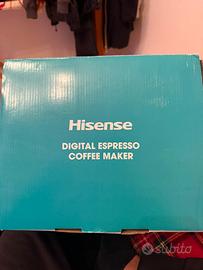 Hisense
DIGITAL ESPRESSO
COFFEE MAKER
subito